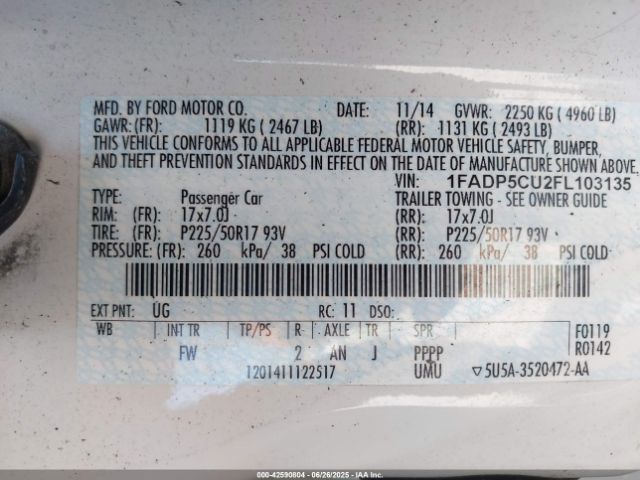 MFD. BY FORD MOTOR CO. DATE: 11/14 GVWR: 2250 KG ( 4960 LB)
GAWR: (FR): 1119 KG ( 2467 LB) (RR): 1131 KG ( 2493 LB)
THIS VEHICLE CONFORMS TO ALL APPLICABLE FEDERAL MOTOR VEHICLE SAFETY, BUMPER,
AND THEFT PREVENTION STANDARDS IN EFFECT ON THE DATE OF MANUFACTURE SHOWN ABOVE.
VIN: 1FADP5CU2FL103135
TYPE: Passenger Car TRAILER TOWING - SEE OWNER GUIDE
RIM: (FR): 17x7.0J (RR): 17x7.0J
TIRE: (FR): P225/50R17 93V (RR): P225/50R17 93V
PRESSURE: (FR): 260 kPa/ 38 PSI COLD (RR): 260 kPa/ 38 PSI COLD
EXT PNT: UG RC: 11 DSO:
WB INT TR TP/PS R AXLE TR SPR F0119
FW 2 AN J PPPP R0142
1201411122517 UMU ▽5U5A-3520472-AA
000-42590804 | 06/26/2025 | IAAI.COM